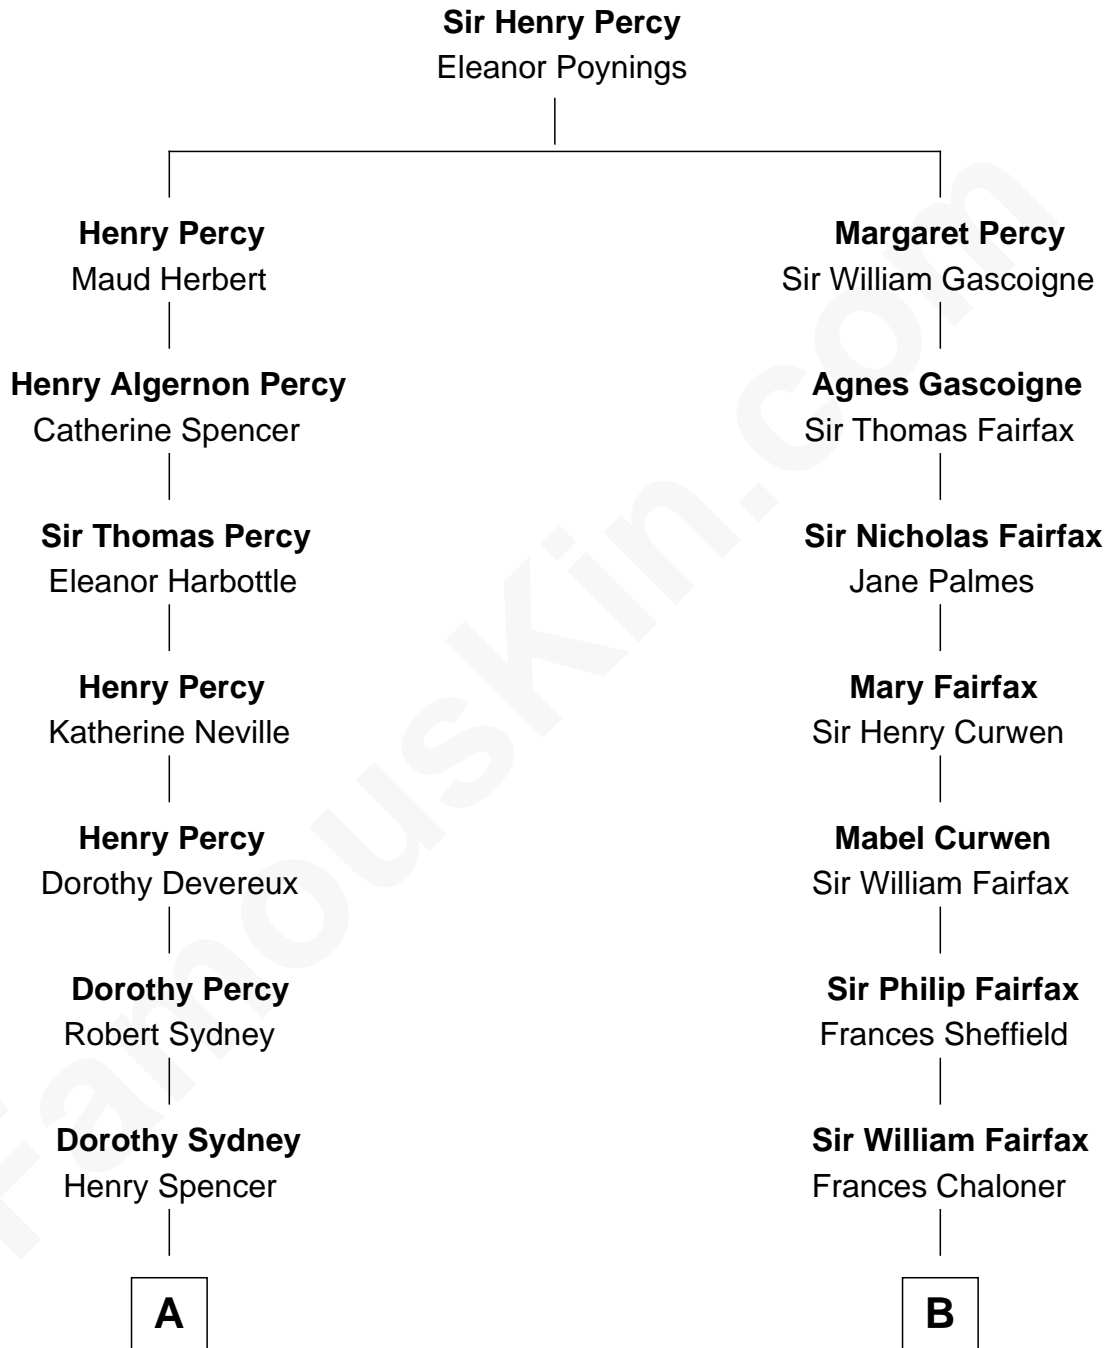 Sir Henry Percy
Eleanor Poynings
Henry Percy
Maud Herbert
Henry Algernon Percy
Catherine Spencer
Sir Thomas Percy
Eleanor Harbottle
Henry Percy
Katherine Neville
Henry Percy
Dorothy Devereux
Dorothy Percy
Robert Sydney
Dorothy Sydney
Henry Spencer
A
Margaret Percy
Sir William Gascoigne
Agnes Gascoigne
Sir Thomas Fairfax
Sir Nicholas Fairfax
Jane Palmes
Mary Fairfax
Sir Henry Curwen
Mabel Curwen
Sir William Fairfax
Sir Philip Fairfax
Frances Sheffield
Sir William Fairfax
Frances Chaloner
B
FamousKin.com